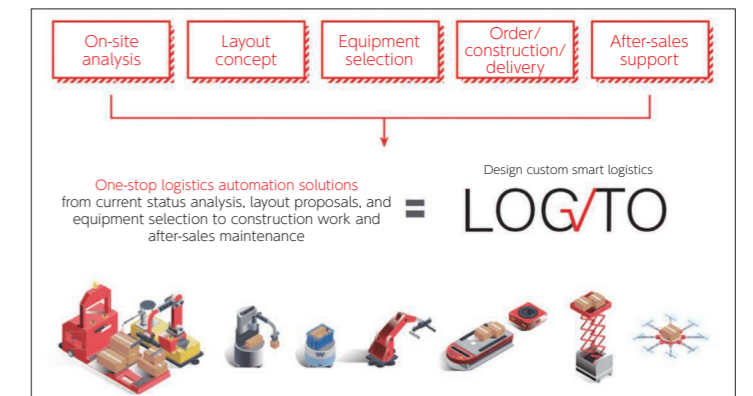 On-site
analysis
Layout
concept
Equipment
selection
Order/
construction/
delivery
After-sales
support
One-stop logistics automation solutions
from current status analysis, layout proposals, and
equipment selection to construction work and
after-sales maintenance
=
Design custom smart logistics
LOG√TO